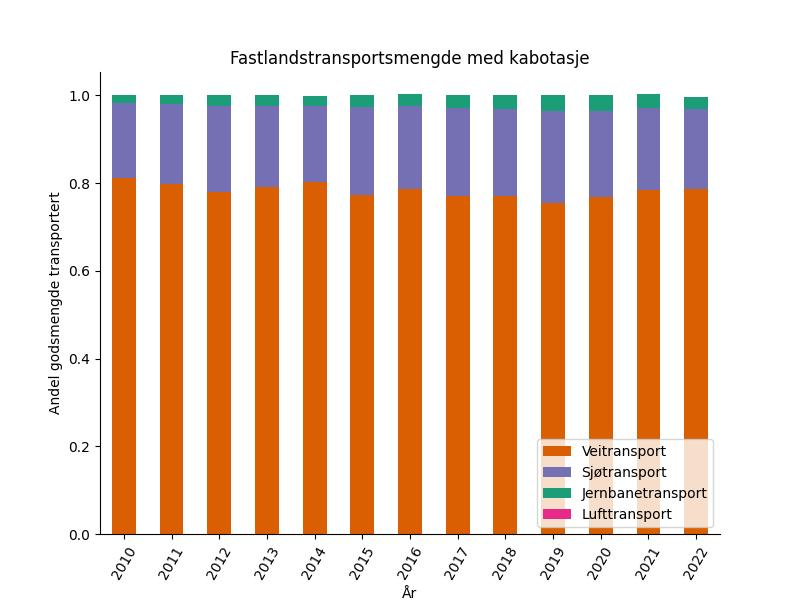 Fastlandstransportsmengde med kabotasje
Andel godsmengde transportert
1.0
0.8
0.6
0.4
0.2
0.0
Veitransport
Sjøtransport
Jernbanetransport
Lufttransport
2010
2011
2012
2013
2014
2015
2016
2017
2018
2019
2020
2021
2022
År